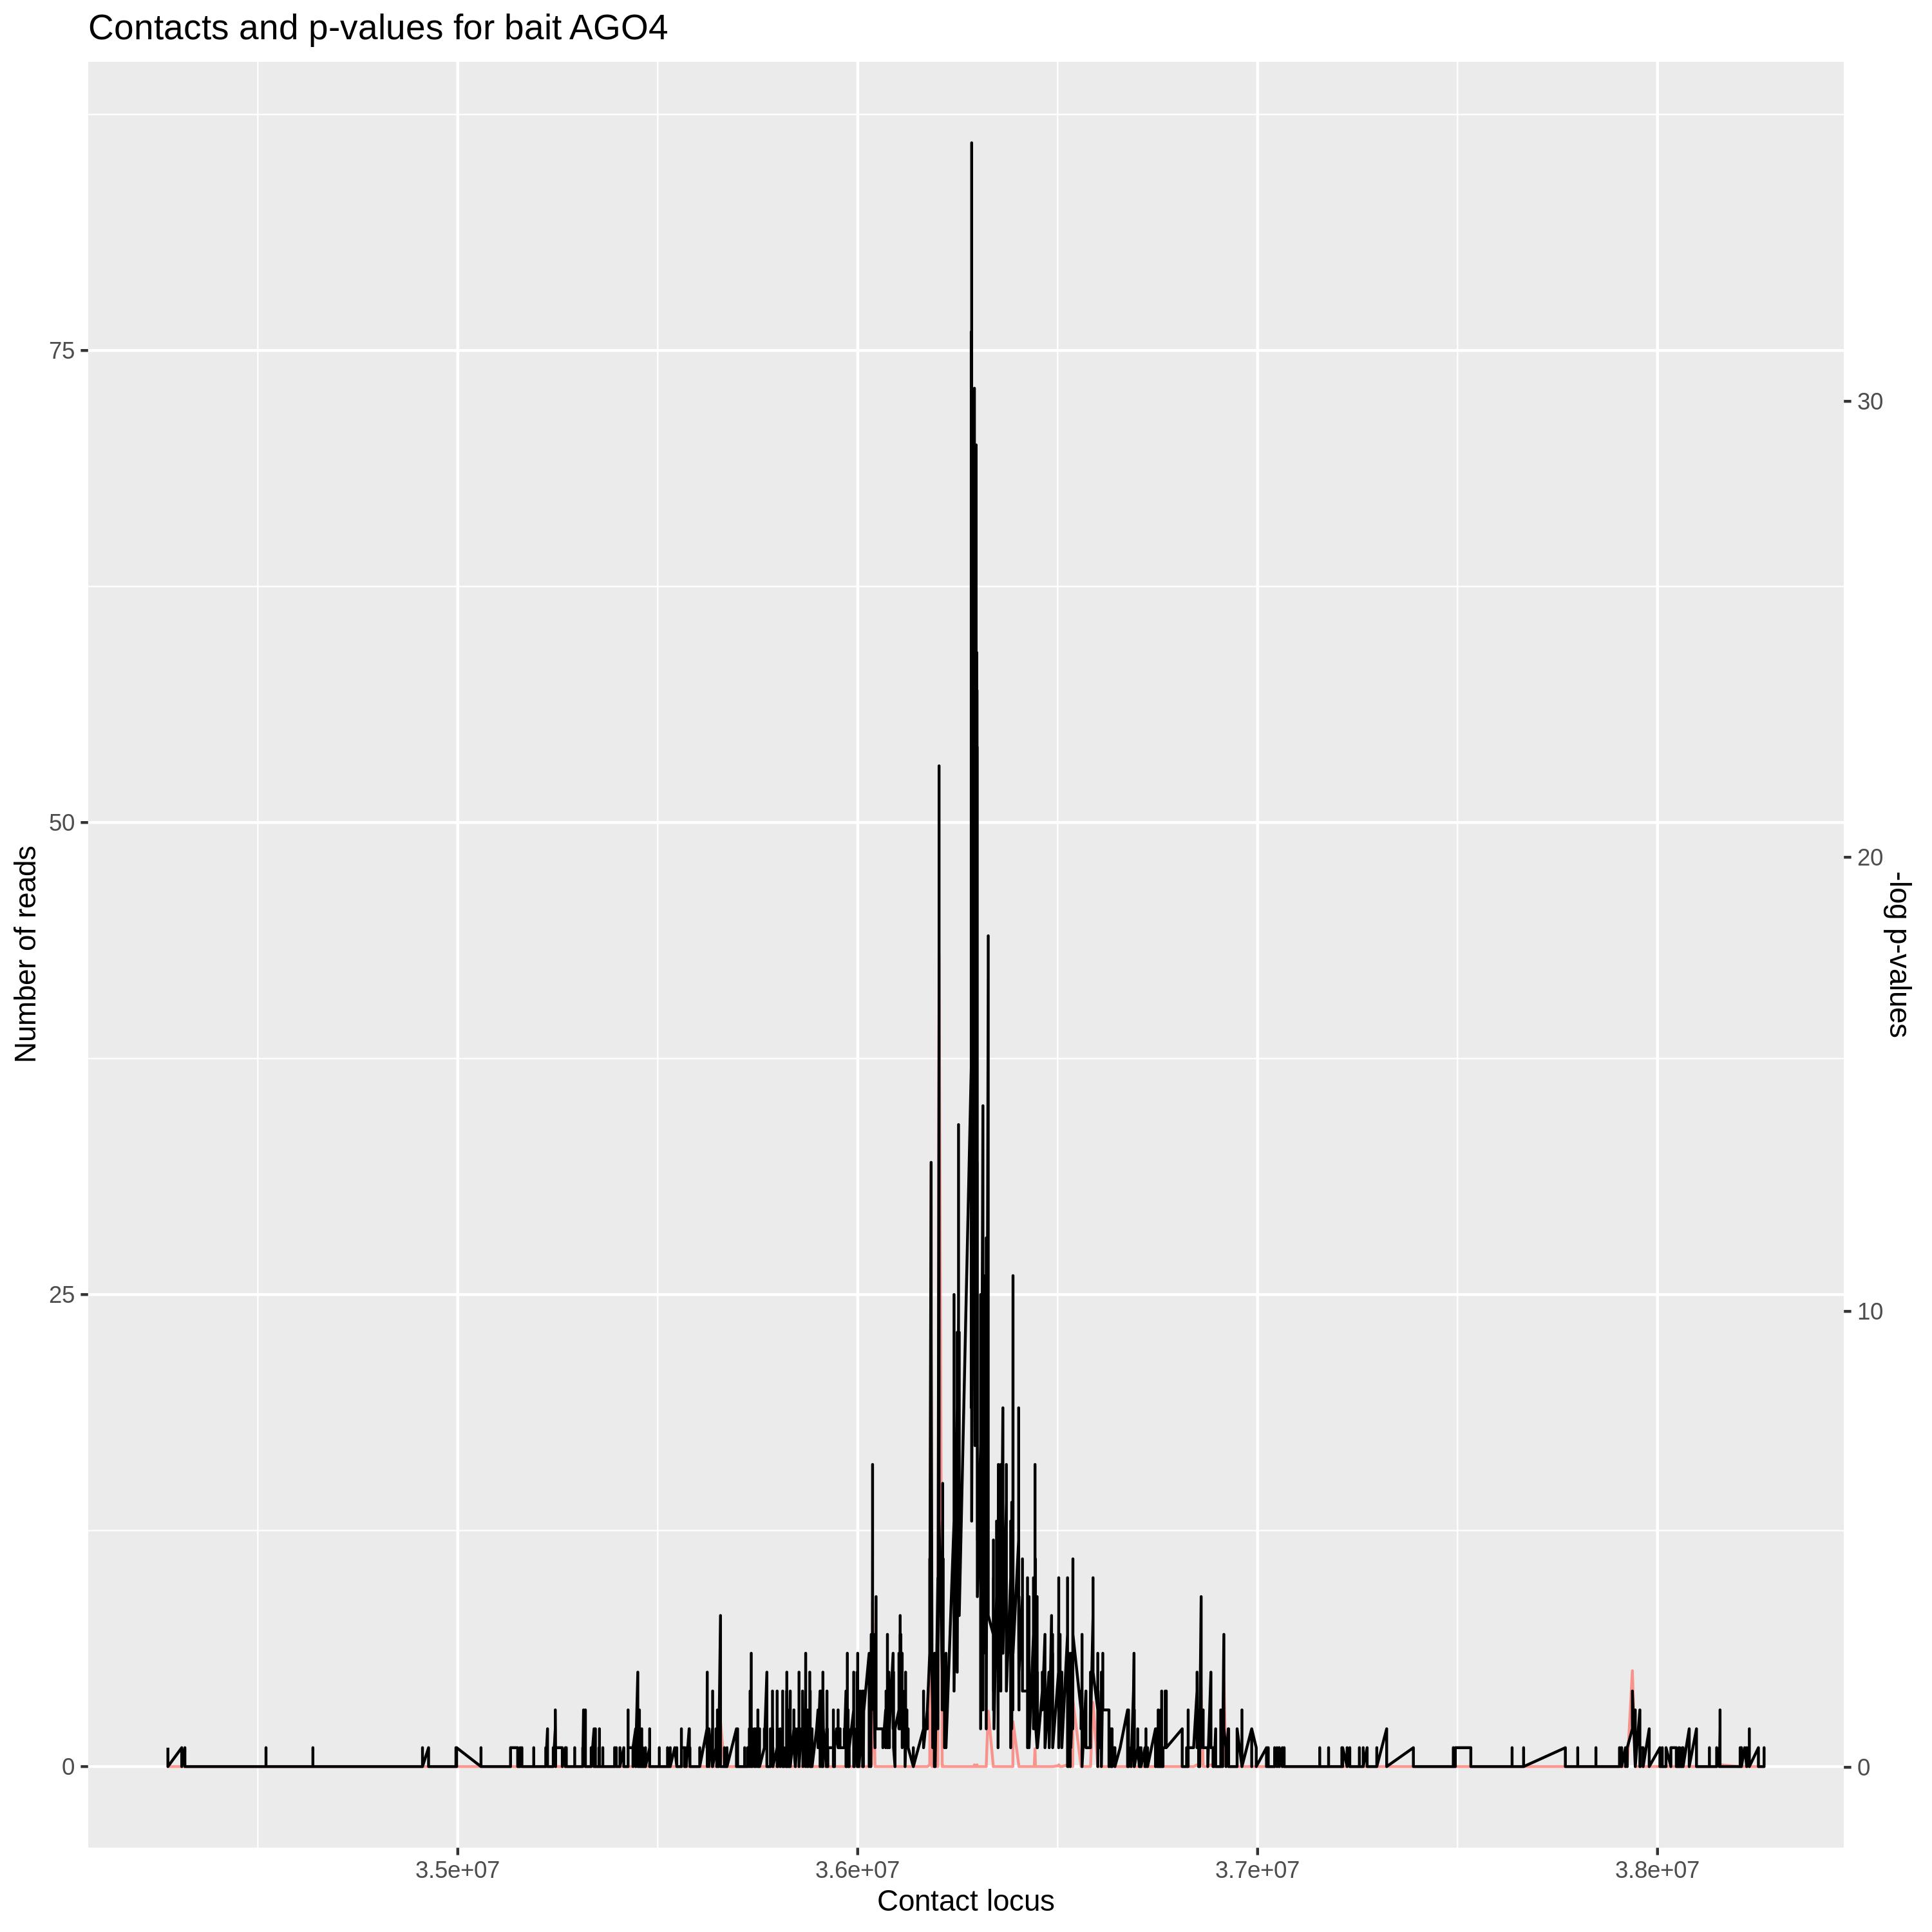 Contacts and p-values for bait AGO4
75
50
25
0
Number of reads
30
20
10
0
-log p-values
3.5e+07
3.6e+07
3.7e+07
3.8e+07
Contact locus